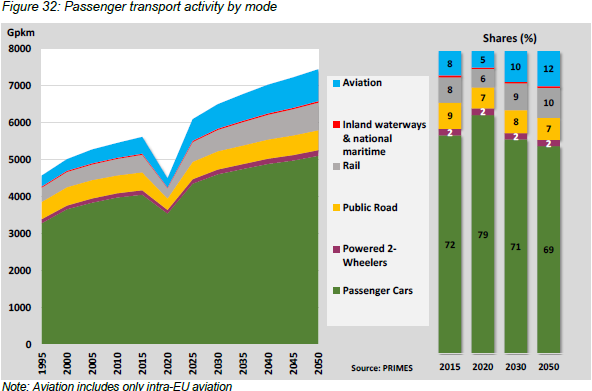 Figure 32: Passenger transport activity by mode
Gpkm
8000
7000
6000
5000
4000
3000
2000
1000
0
1995
2000
2005
2010
2015
2020
2025
2030
2035
2040
2045
2050
Aviation
Inland waterways &
national
maritime
Rail
Public Road
Powered 2-
Wheelers
Passenger Cars
Source: PRIMES
Shares (%)
8 5 10 12
8 6 9 10
9 7 8 7
2 2 2 2
72 79 71 69
2015 2020 2030 2050
Note: Aviation includes only intra-EU aviation